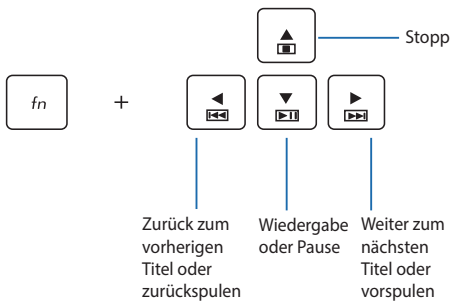 Stopp
fn
+
Zurück zum
vorherigen
Titel oder
zurückspulen
Wiedergabe
oder Pause
Weiter zum
nächsten
Titel oder
vorspulen